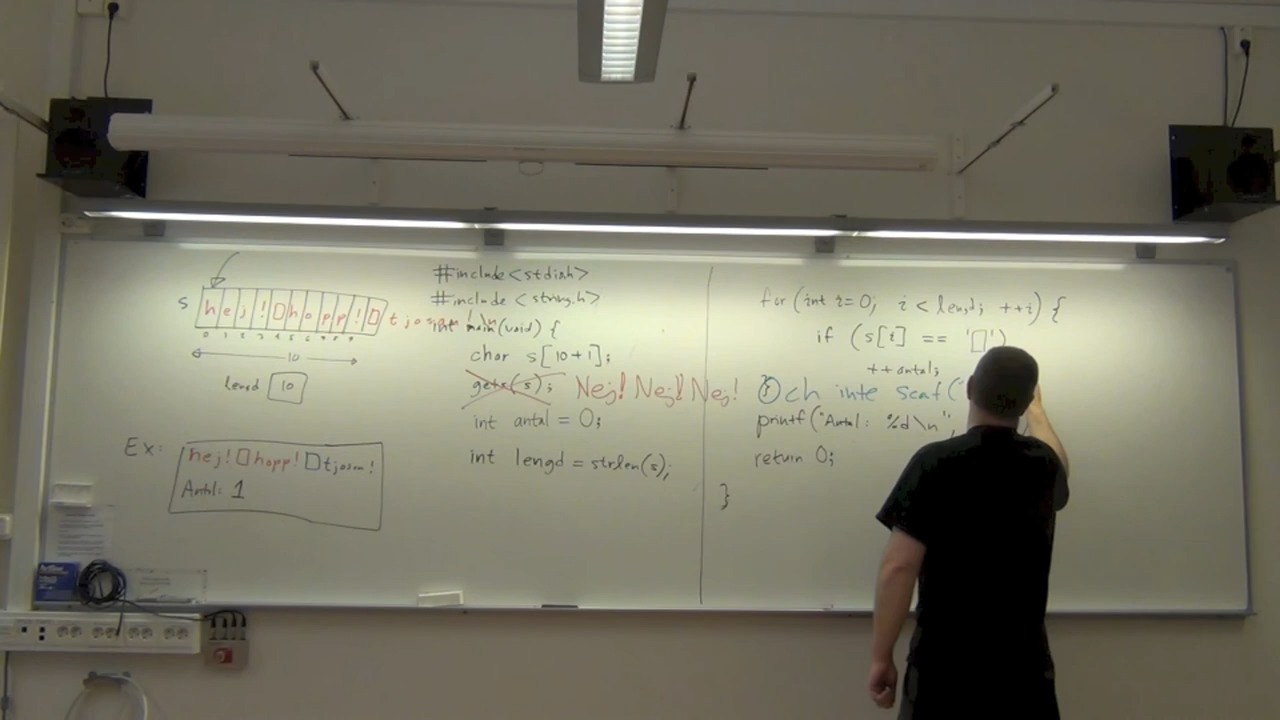 s h e j ! □ h o p p ! □ t j o s a n ! \n
0 1 2 3 4 5 6 7 8 9
10
lengd 10
Ex:
hej! □ hopp! □ tjosan!
Antal: 1
#include <stdio.h>
#include <string.h>
int main(void) {
char s[10+1];
gets(s); Nej! Nej! Nej!
int antal = 0;
int lengd = strlen(s);
for (int i=0; i < lengd; ++i) {
if (s[i] == '□')
++antal;
} Och inte scaf("
printf("Antal: %d\n",
return 0;
}